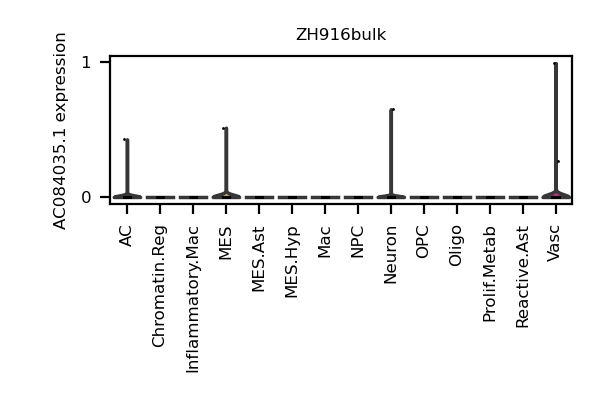 ZH916bulk
AC084035.1 expression
1
0
AC
Chromatin.Reg
Inflammatory.Mac
MES
MES.Ast
MES.Hyp
Mac
NPC
Neuron
OPC
Oligo
Prolif.Metab
Reactive.Ast
Vasc